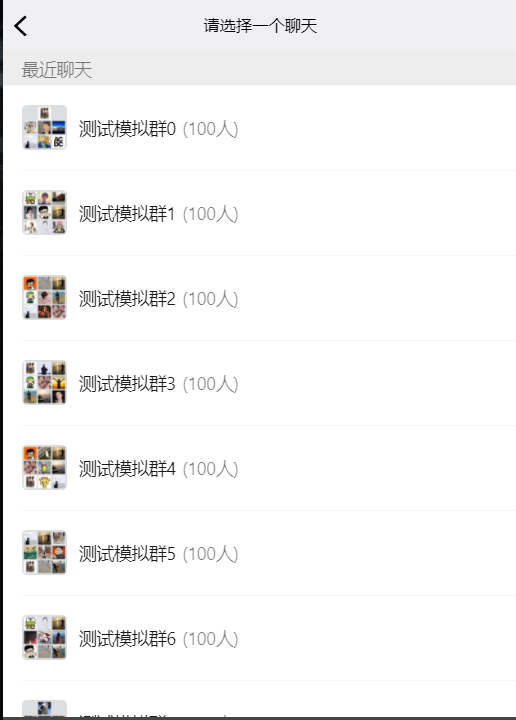 请选择一个聊天
最近聊天
测试模拟群0 (100人)
测试模拟群1 (100人)
测试模拟群2 (100人)
测试模拟群3 (100人)
测试模拟群4 (100人)
测试模拟群5 (100人)
测试模拟群6 (100人)